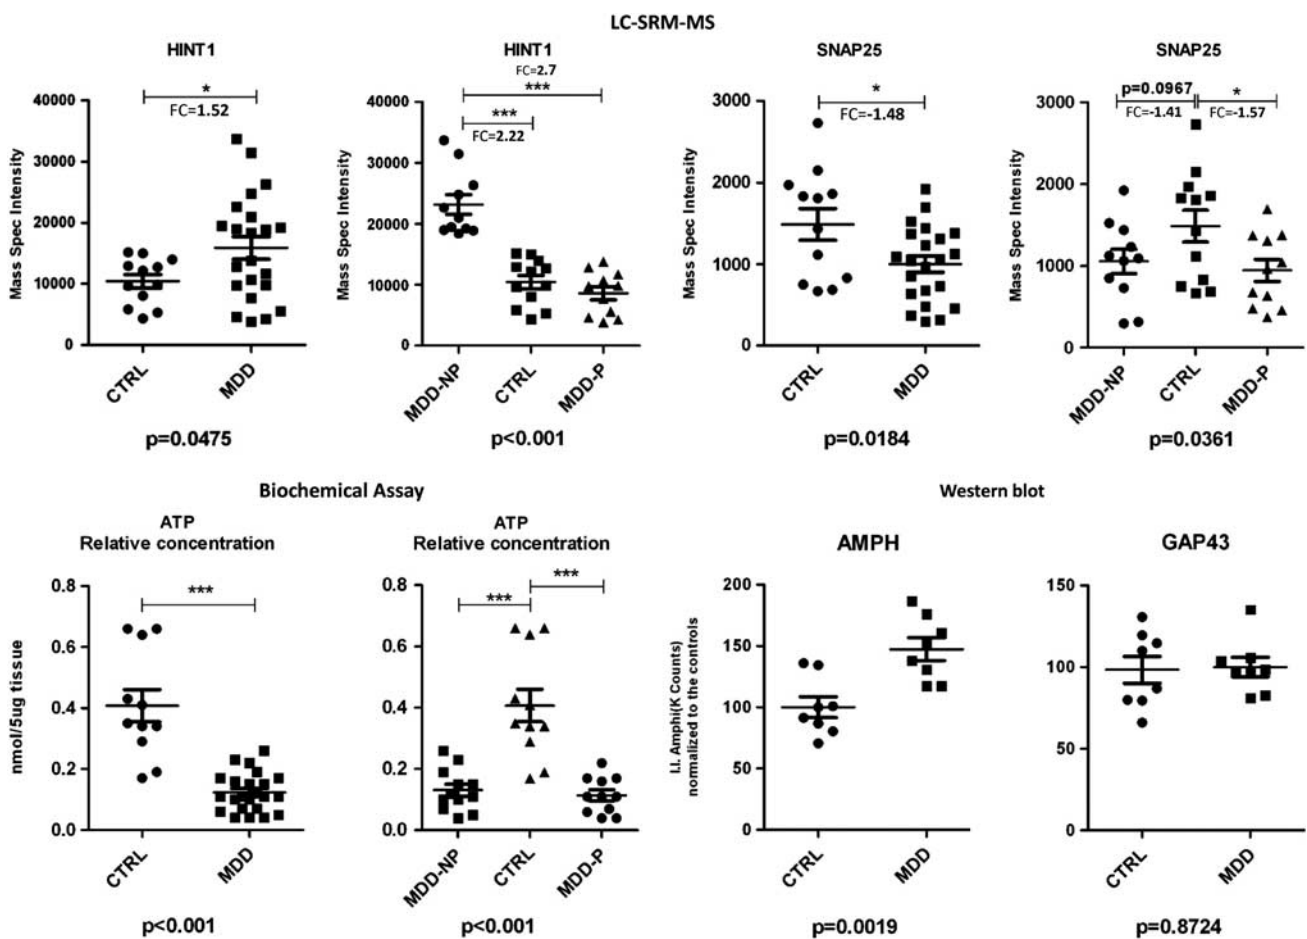 LC-SRM-MS
HINT1
Mass Spec Intensity
40000
30000
20000
10000
0
*
FC=1.52
CTRL
MDD
p=0.0475
HINT1
FC=2.7
Mass Spec Intensity
40000
30000
20000
10000
0
***
***
FC=2.22
MDD-NP
CTRL
MDD-P
p<0.001
SNAP25
Mass Spec Intensity
3000
2000
1000
0
*
FC=-1.48
CTRL
MDD
p=0.0184
SNAP25
Mass Spec Intensity
3000
2000
1000
0
p=0.0967
FC=-1.41
*
FC=-1.57
MDD-NP
CTRL
MDD-P
p=0.0361
Biochemical Assay
ATP
Relative concentration
nmol/5ug tissue
0.8
0.6
0.4
0.2
0.0
***
CTRL
MDD
p<0.001
ATP
Relative concentration
0.8
0.6
0.4
0.2
0.0
***
***
MDD-NP
CTRL
MDD-P
p<0.001
Western blot
AMPH
I.I. Amphi(K Counts)
normalized to the controls
200
150
100
50
0
CTRL
MDD
p=0.0019
GAP43
150
100
50
0
CTRL
MDD
p=0.8724